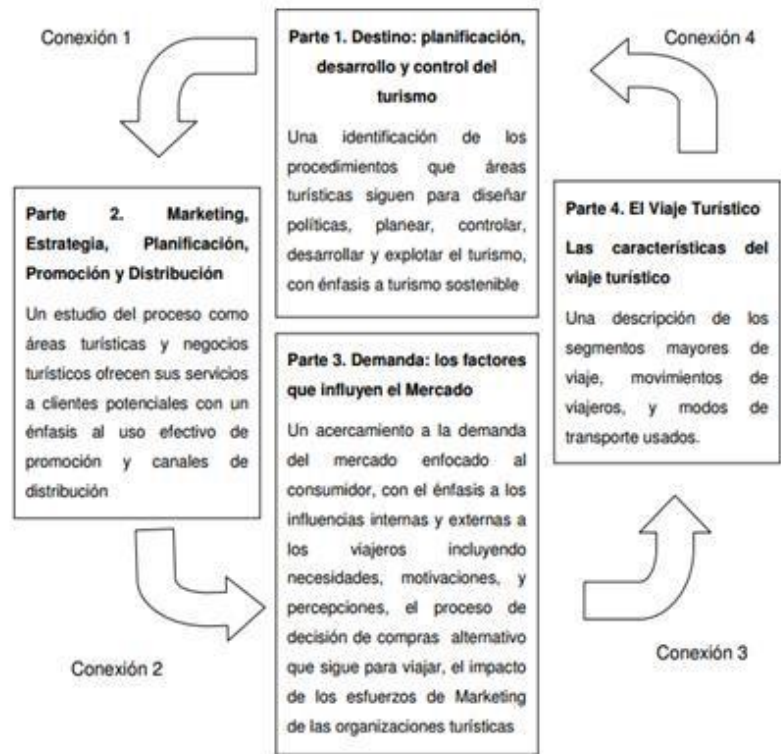 Conexión 1
Parte 1. Destino: planificación,
desarrollo y control del
turismo
Una identificación de los
procedimientos que áreas
turísticas siguen para diseñar
políticas, planear, controlar,
desarrollar y explotar el turismo,
con énfasis a turismo sostenible
Conexión 4
Parte 2. Marketing,
Estrategia, Planificación,
Promoción y Distribución
Un estudio del proceso como
áreas turísticas y negocios
turísticos ofrecen sus servicios
a clientes potenciales con un
énfasis al uso efectivo de
promoción y canales de
distribución
Parte 4. El Viaje Turístico
Las características del
viaje turístico
Una descripción de los
segmentos mayores de
viaje, movimientos de
viajeros, y modos de
transporte usados.
Parte 3. Demanda: los factores
que influyen el Mercado
Un acercamiento a la demanda
del mercado enfocado al
consumidor, con el énfasis a los
influencias internas y externas a
los viajeros incluyendo
necesidades, motivaciones, y
percepciones, el proceso de
decisión de compras alternativo
que sigue para viajar, el impacto
de los esfuerzos de Marketing
de las organizaciones turísticas
Conexión 2
Conexión 3